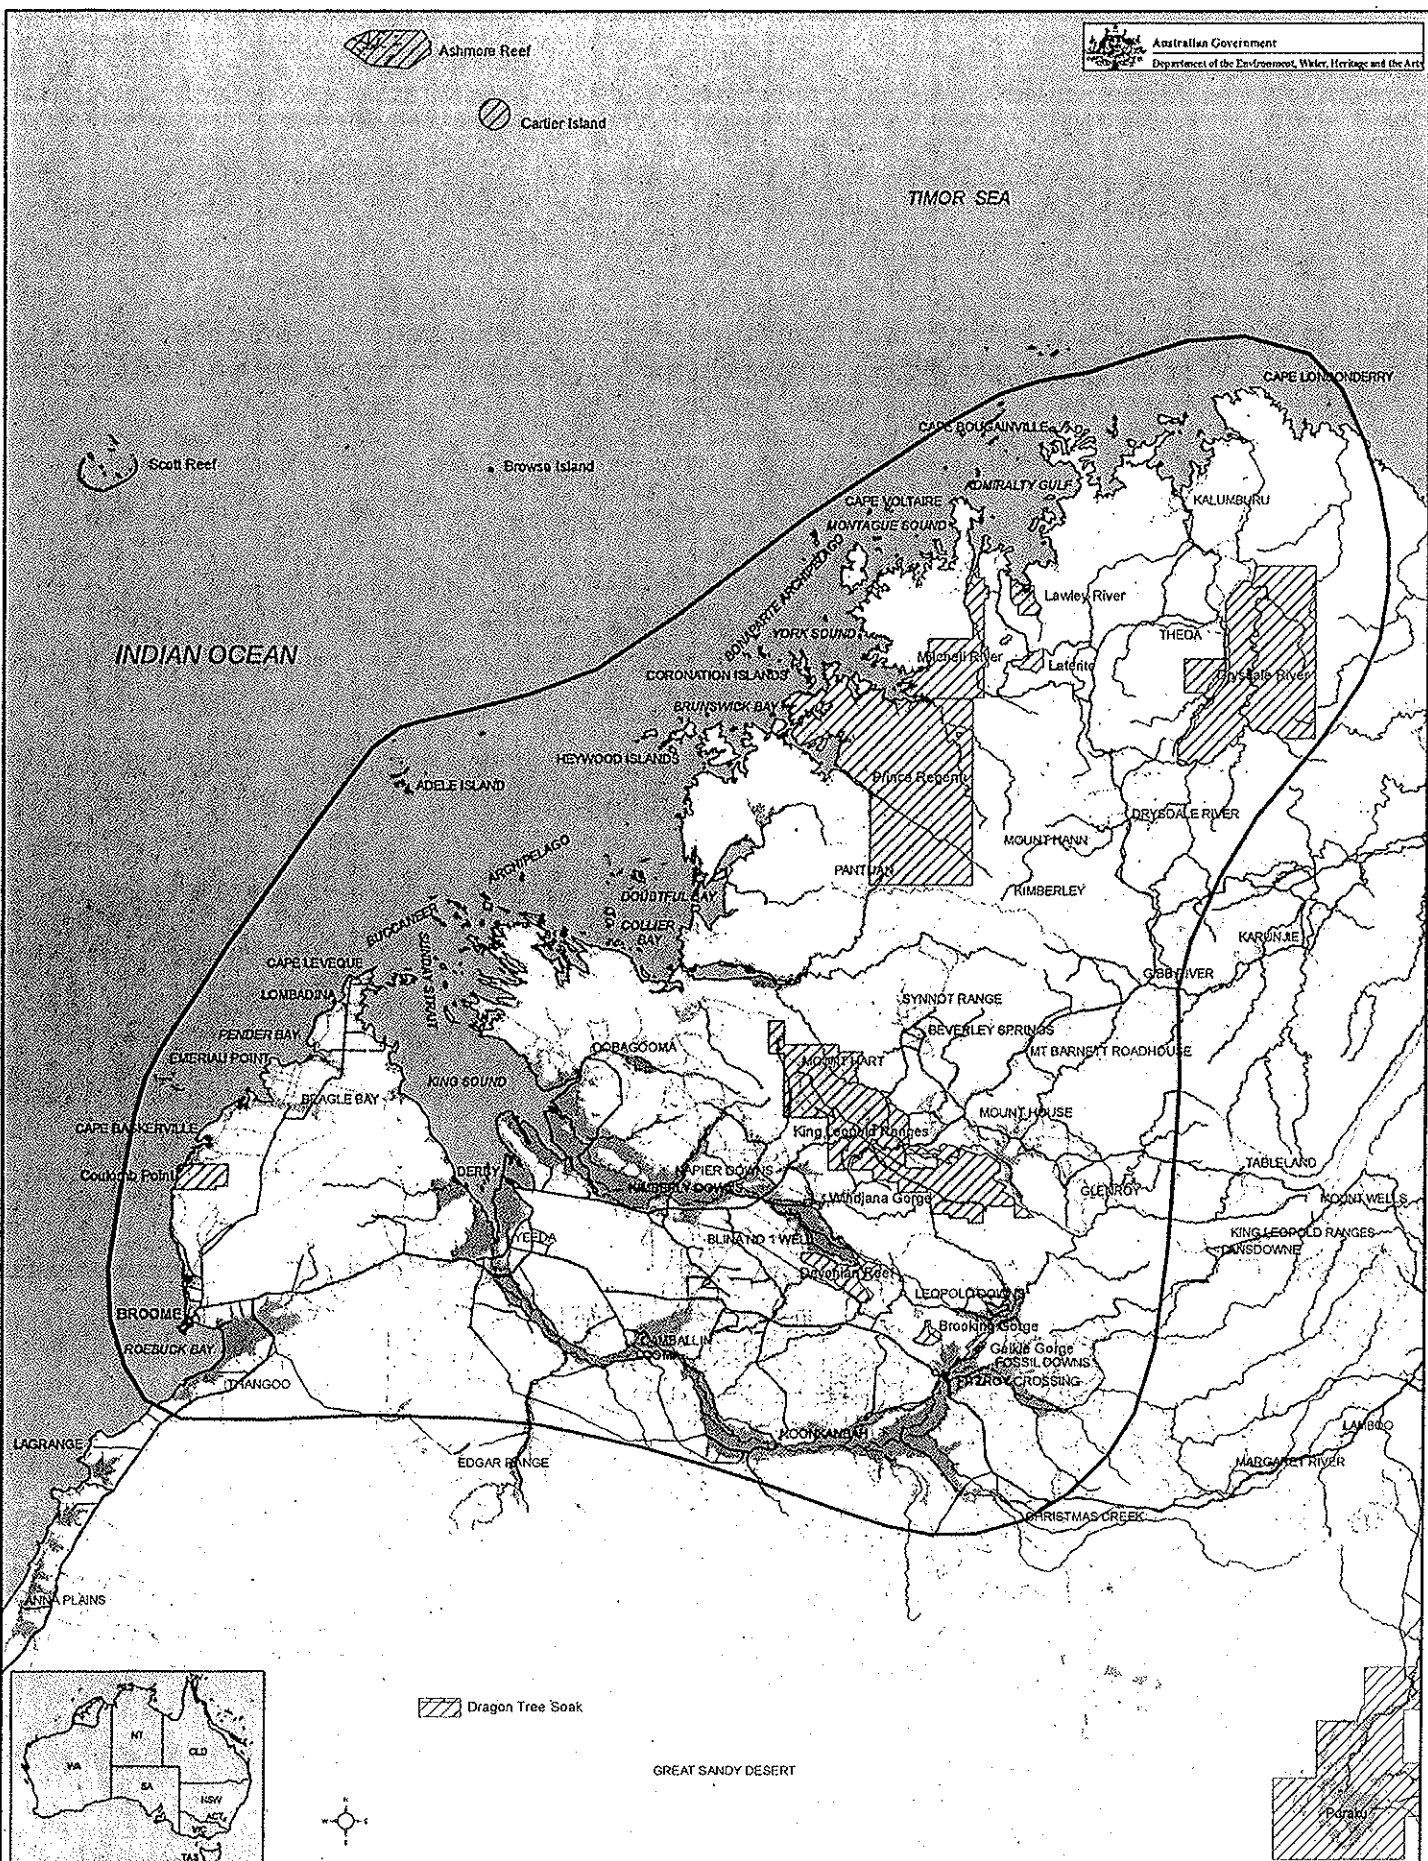 Ashmore Reef
Australian Government
Department of the Environment, Water, Heritage and the Arts
Cartier Island
TIMOR SEA
CAPE LONDONDERRY
CAPE BOUGAINVILLE
Scott Reef
Browse Island
ADMIRALTY GULF
CAPE VOLTAIRE
KALUMBURU
MONTAGUE SOUND
BONAPARTE ARCHIPELAGO
Lawley River
YORK SOUND
THEDA
INDIAN OCEAN
Mitchell River
Laterite
CORONATION ISLANDS
Drysdale River
BRUNSWICK BAY
HEYWOOD ISLANDS
Prince Regent
ADELE ISLAND
DRYSDALE RIVER
MOUNT HANN
ARCHIPELAGO
PANTIJAN
KIMBERLEY
DOUTFUL BAY
BUCCANEER
COLLIER
BAY
KARUNJIE
SUNDAY STRAIT
CAPE LEVEQUE
GIBB RIVER
LOMBADINA
SYNNOT RANGE
PENDER BAY
BEVERLEY SPRINGS
OOBAGOOMA
MT BARNETT ROADHOUSE
EMERIAU POINT
MOUNT HART
KING SOUND
BEAGLE BAY
MOUNT HOUSE
CAPE BASKERVILLE
King Leopold Ranges
TABLELAND
Coulomb Point
DERBY
NAPIER DOWNS
KIMBERLY DOWNS
GLENROY
Windjana Gorge
MOUNT WELLS
YEEDA
BLINA NO 1 WELL
KING LEOPOLD RANGES
LANSDOWNE
Devonian Reef
LEOPOLD DOWNS
BROOME
Brooking Gorge
CAMBALLIN
LOOMA
Geikie Gorge
ROEBUCK BAY
FOSSIL DOWNS
FITZROY CROSSING
THANGOO
LAMBOO
NOONKANBAH
LAGRANGE
EDGAR RANGE
MARGARET RIVER
CHRISTMAS CREEK
ANNA PLAINS
Dragon Tree Soak
NT
QLD
WA
SA
NSW
ACT
VIC
TAS
GREAT SANDY DESERT
N
W E
S
Puraku